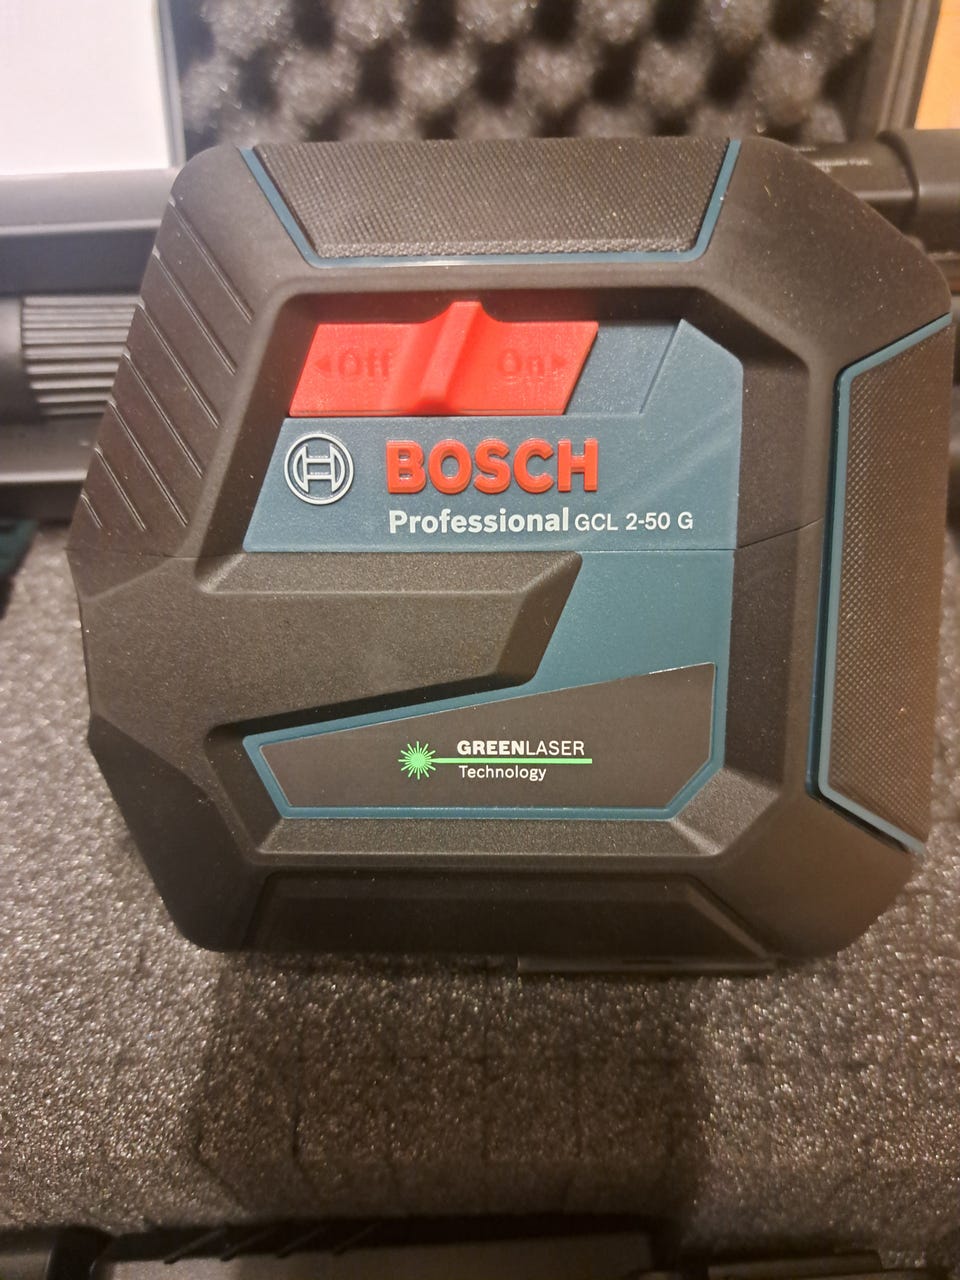 ◄Off On►
BOSCH
Professional GCL 2-50 G
GREENLASER
Technology